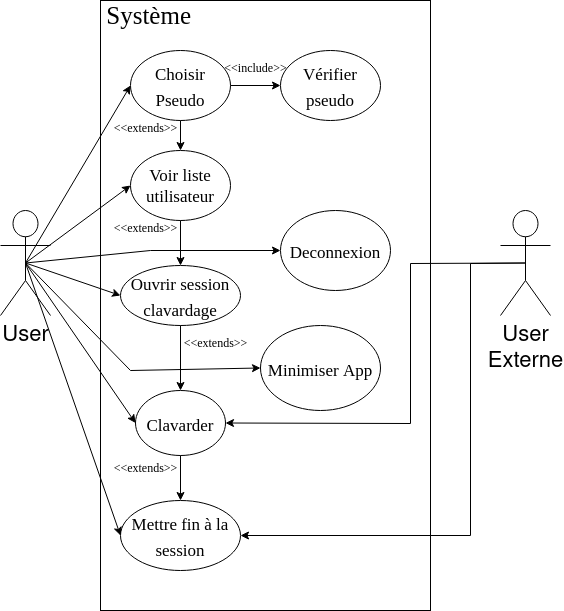 Système
Choisir
Pseudo
<<include>>
Vérifier
pseudo
<<extends>>
Voir liste
utilisateur
<<extends>>
Deconnexion
Ouvrir session
clavardage
User
User
Externe
<<extends>>
Minimiser App
Clavarder
<<extends>>
Mettre fin à la
session